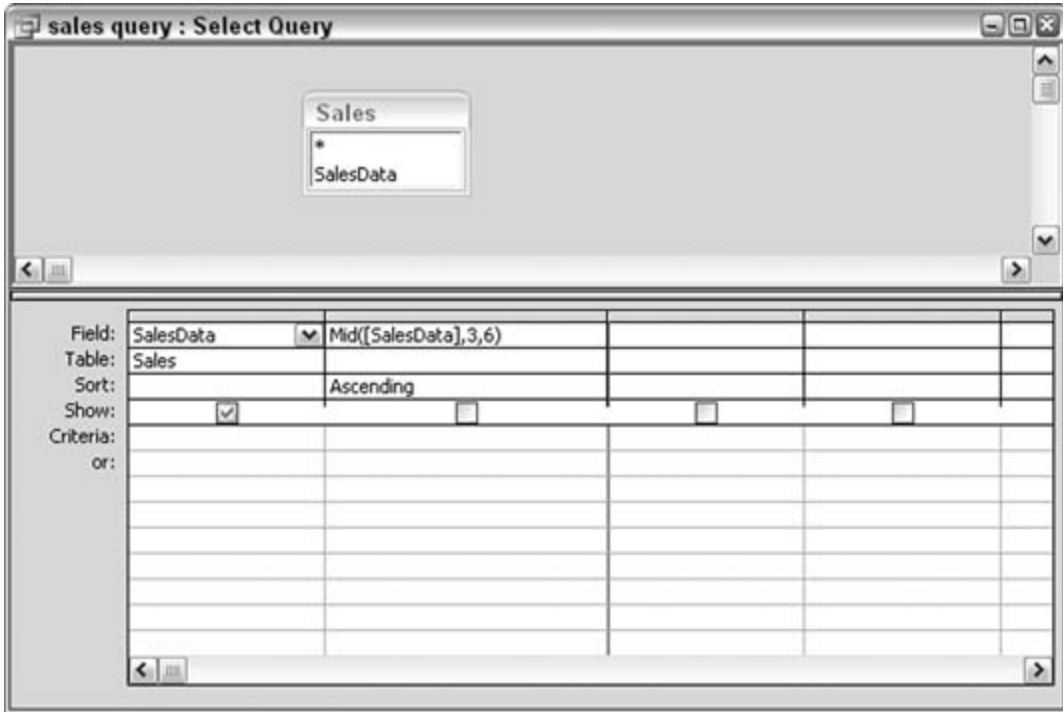 sales query : Select Query
Sales
*
SalesData
Field: SalesData Mid([SalesData],3,6)
Table: Sales
Sort: Ascending
Show:
Criteria:
or: